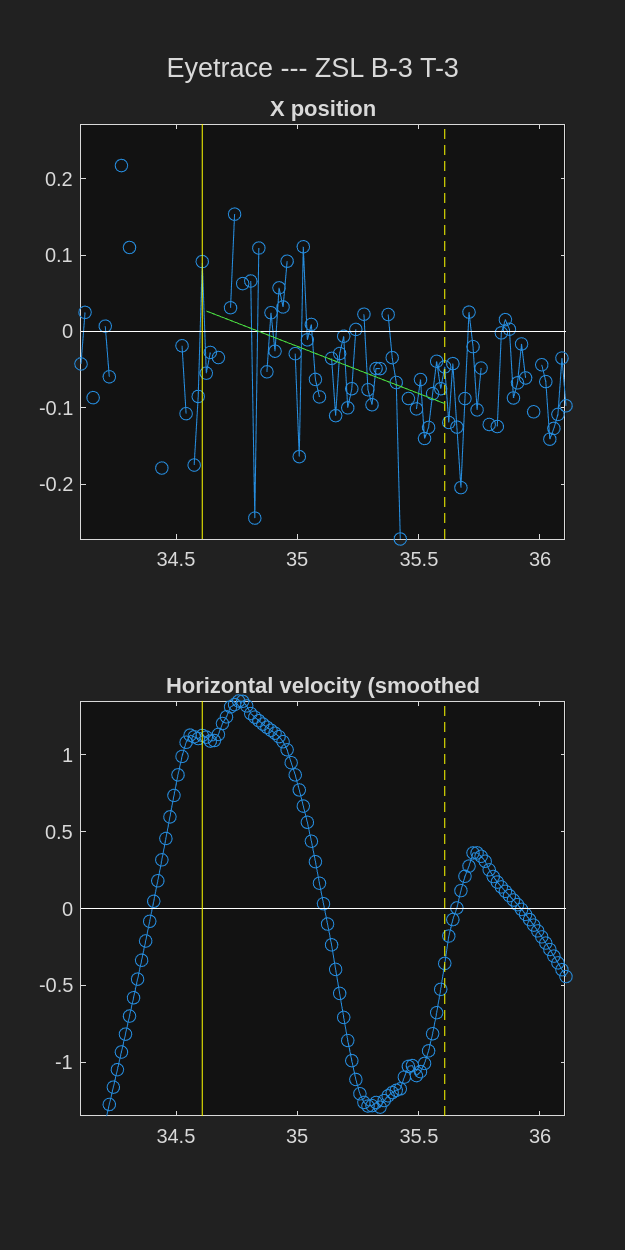 Eyetrace --- ZSL B-3 T-3
X position
0.2
0.1
0
-0.1
-0.2
34.5 35 35.5 36
Horizontal velocity (smoothed
1
0.5
0
-0.5
-1
34.5 35 35.5 36